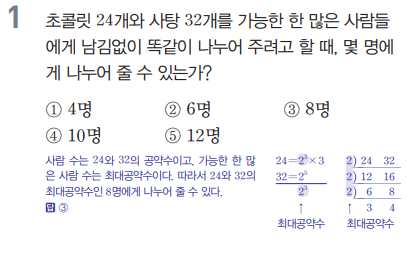 1
초콜릿 24개와 사탕 32개를 가능한 한 많은 사람들
에게 남김없이 똑같이 나누어 주려고 할 때, 몇 명에
게 나누어 줄 수 있는가?
① 4명 ② 6명 ③ 8명
④ 10명 ⑤ 12명
사람 수는 24와 32의 공약수이고, 가능한 한 많
은 사람 수는 최대공약수이다. 따라서 24와 32의
최대공약수인 8명에게 나누어 줄 수 있다.
답 ③
24=2³×3
32=2⁵
2³
↑
최대공약수
2) 24 32
2) 12 16
2) 6 8
3 4
↑
최대공약수